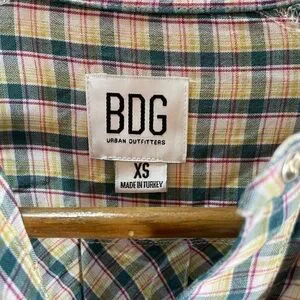 BDG
URBAN OUTFITTERS
XS
MADE IN TURKEY